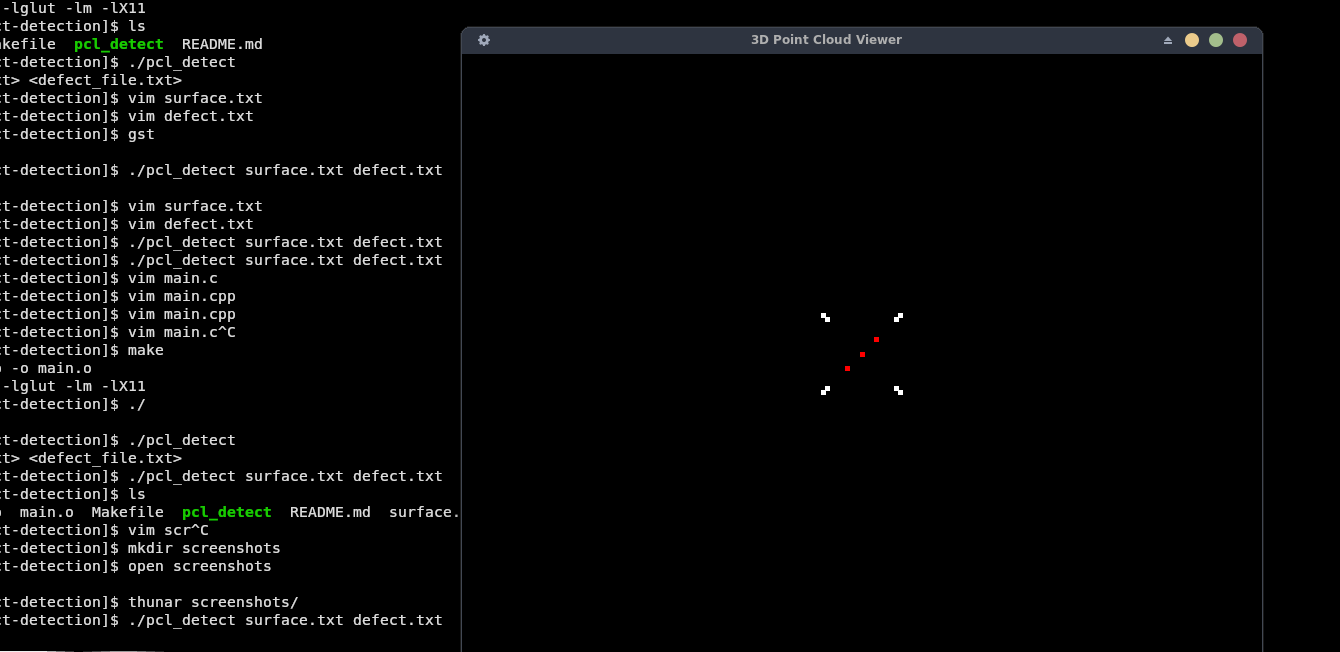 -lglut -lm -lX11
ct-detection]$ ls
akefile  pcl_detect  README.md
ct-detection]$ ./pcl_detect
xt> <defect_file.txt>
ct-detection]$ vim surface.txt
ct-detection]$ vim defect.txt
ct-detection]$ gst
ct-detection]$ ./pcl_detect surface.txt defect.txt
ct-detection]$ vim surface.txt
ct-detection]$ vim defect.txt
ct-detection]$ ./pcl_detect surface.txt defect.txt
ct-detection]$ ./pcl_detect surface.txt defect.txt
ct-detection]$ vim main.c
ct-detection]$ vim main.cpp
ct-detection]$ vim main.cpp
ct-detection]$ vim main.c^C
ct-detection]$ make
-o main.o
-lglut -lm -lX11
ct-detection]$ ./
ct-detection]$ ./pcl_detect
xt> <defect_file.txt>
ct-detection]$ ./pcl_detect surface.txt defect.txt
ct-detection]$ ls
main.o  Makefile  pcl_detect  README.md  surface.
ct-detection]$ vim scr^C
ct-detection]$ mkdir screenshots
ct-detection]$ open screenshots
ct-detection]$ thunar screenshots/
ct-detection]$ ./pcl_detect surface.txt defect.txt
3D Point Cloud Viewer